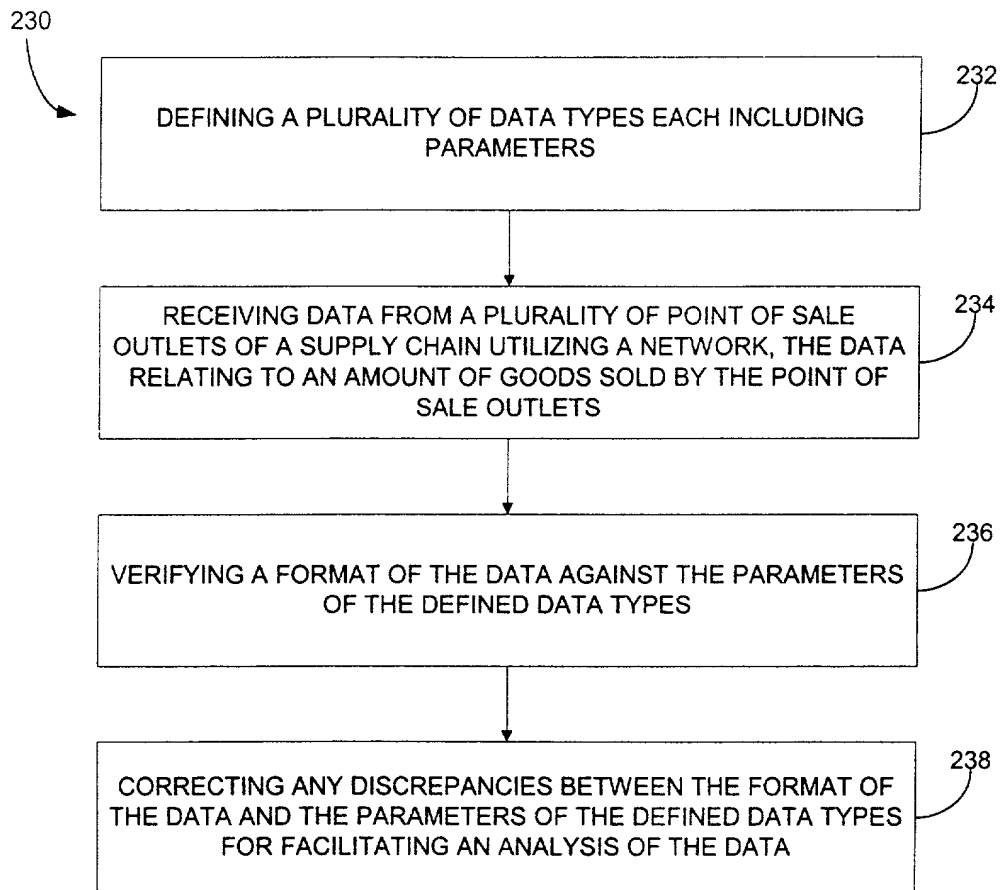 230
232
DEFINING A PLURALITY OF DATA TYPES EACH INCLUDING
PARAMETERS
234
RECEIVING DATA FROM A PLURALITY OF POINT OF SALE
OUTLETS OF A SUPPLY CHAIN UTILIZING A NETWORK, THE DATA
RELATING TO AN AMOUNT OF GOODS SOLD BY THE POINT OF
SALE OUTLETS
236
VERIFYING A FORMAT OF THE DATA AGAINST THE PARAMETERS
OF THE DEFINED DATA TYPES
238
CORRECTING ANY DISCREPANCIES BETWEEN THE FORMAT OF
THE DATA AND THE PARAMETERS OF THE DEFINED DATA TYPES
FOR FACILITATING AN ANALYSIS OF THE DATA